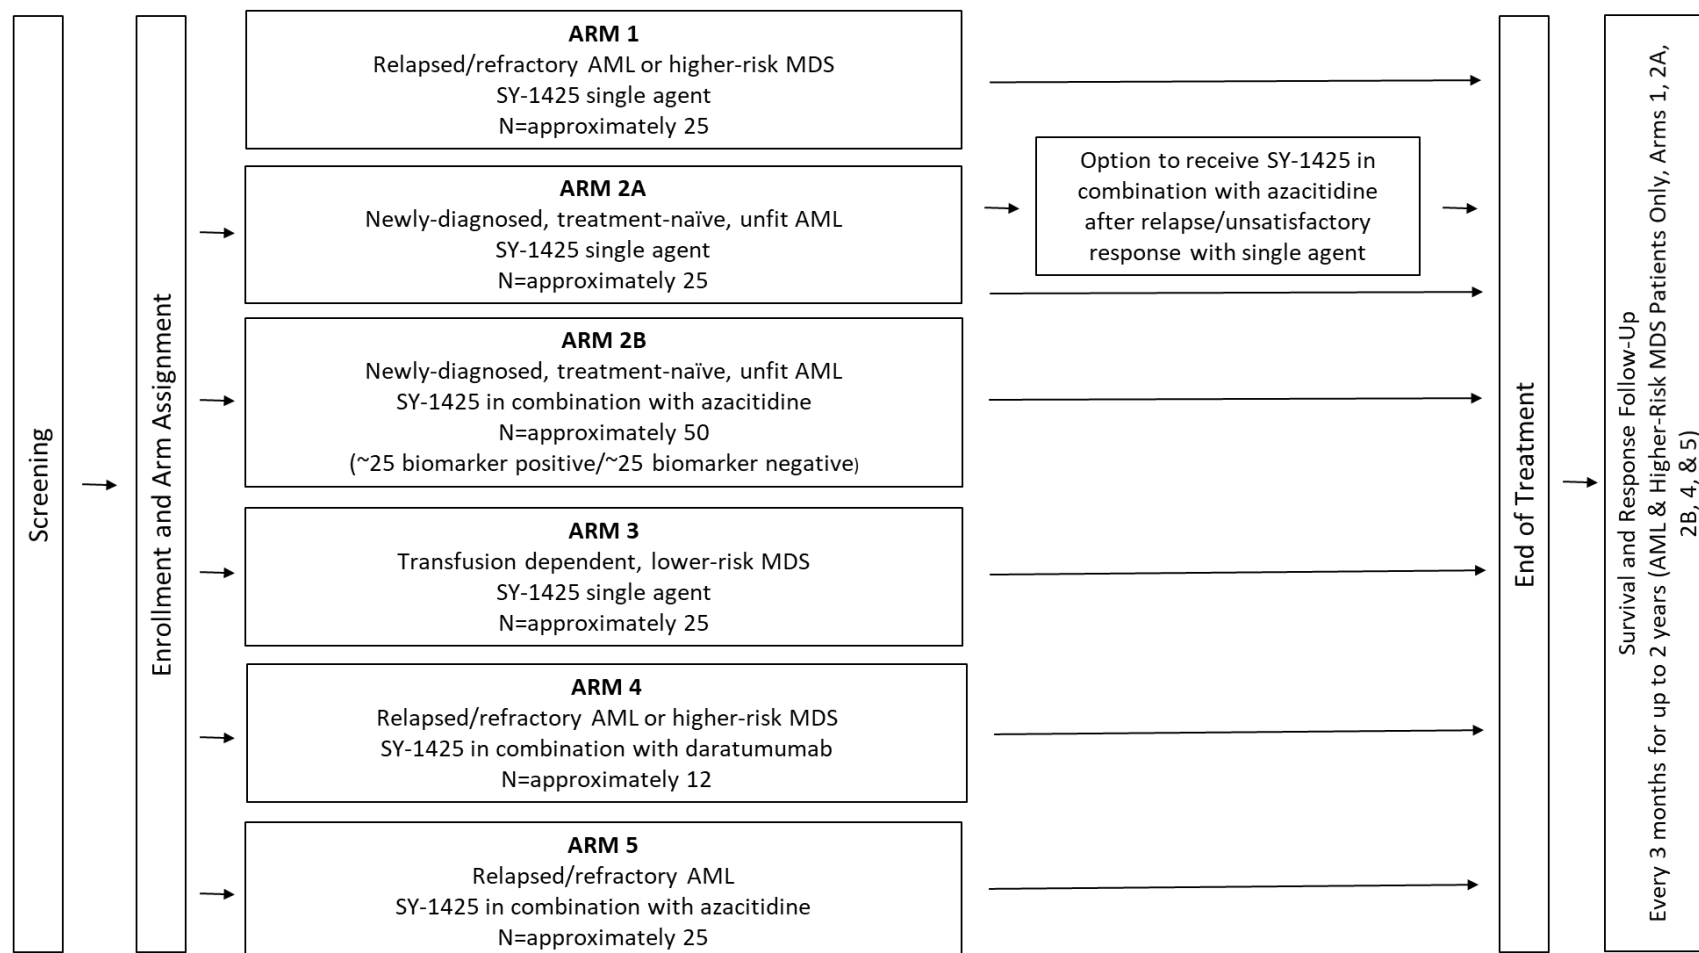 Screening
Enrollment and Arm Assignment
ARM 1
Relapsed/refractory AML or higher-risk MDS
SY-1425 single agent
N=approximately 25
ARM 2A
Newly-diagnosed, treatment-naïve, unfit AML
SY-1425 single agent
N=approximately 25
Option to receive SY-1425 in
combination with azacitidine
after relapse/unsatisfactory
response with single agent
ARM 2B
Newly-diagnosed, treatment-naïve, unfit AML
SY-1425 in combination with azacitidine
N=approximately 50
(~25 biomarker positive/~25 biomarker negative)
ARM 3
Transfusion dependent, lower-risk MDS
SY-1425 single agent
N=approximately 25
ARM 4
Relapsed/refractory AML or higher-risk MDS
SY-1425 in combination with daratumumab
N=approximately 12
ARM 5
Relapsed/refractory AML
SY-1425 in combination with azacitidine
N=approximately 25
End of Treatment
Survival and Response Follow-Up
Every 3 months for up to 2 years (AML & Higher-Risk MDS Patients Only, Arms 1, 2A,
2B, 4, & 5)